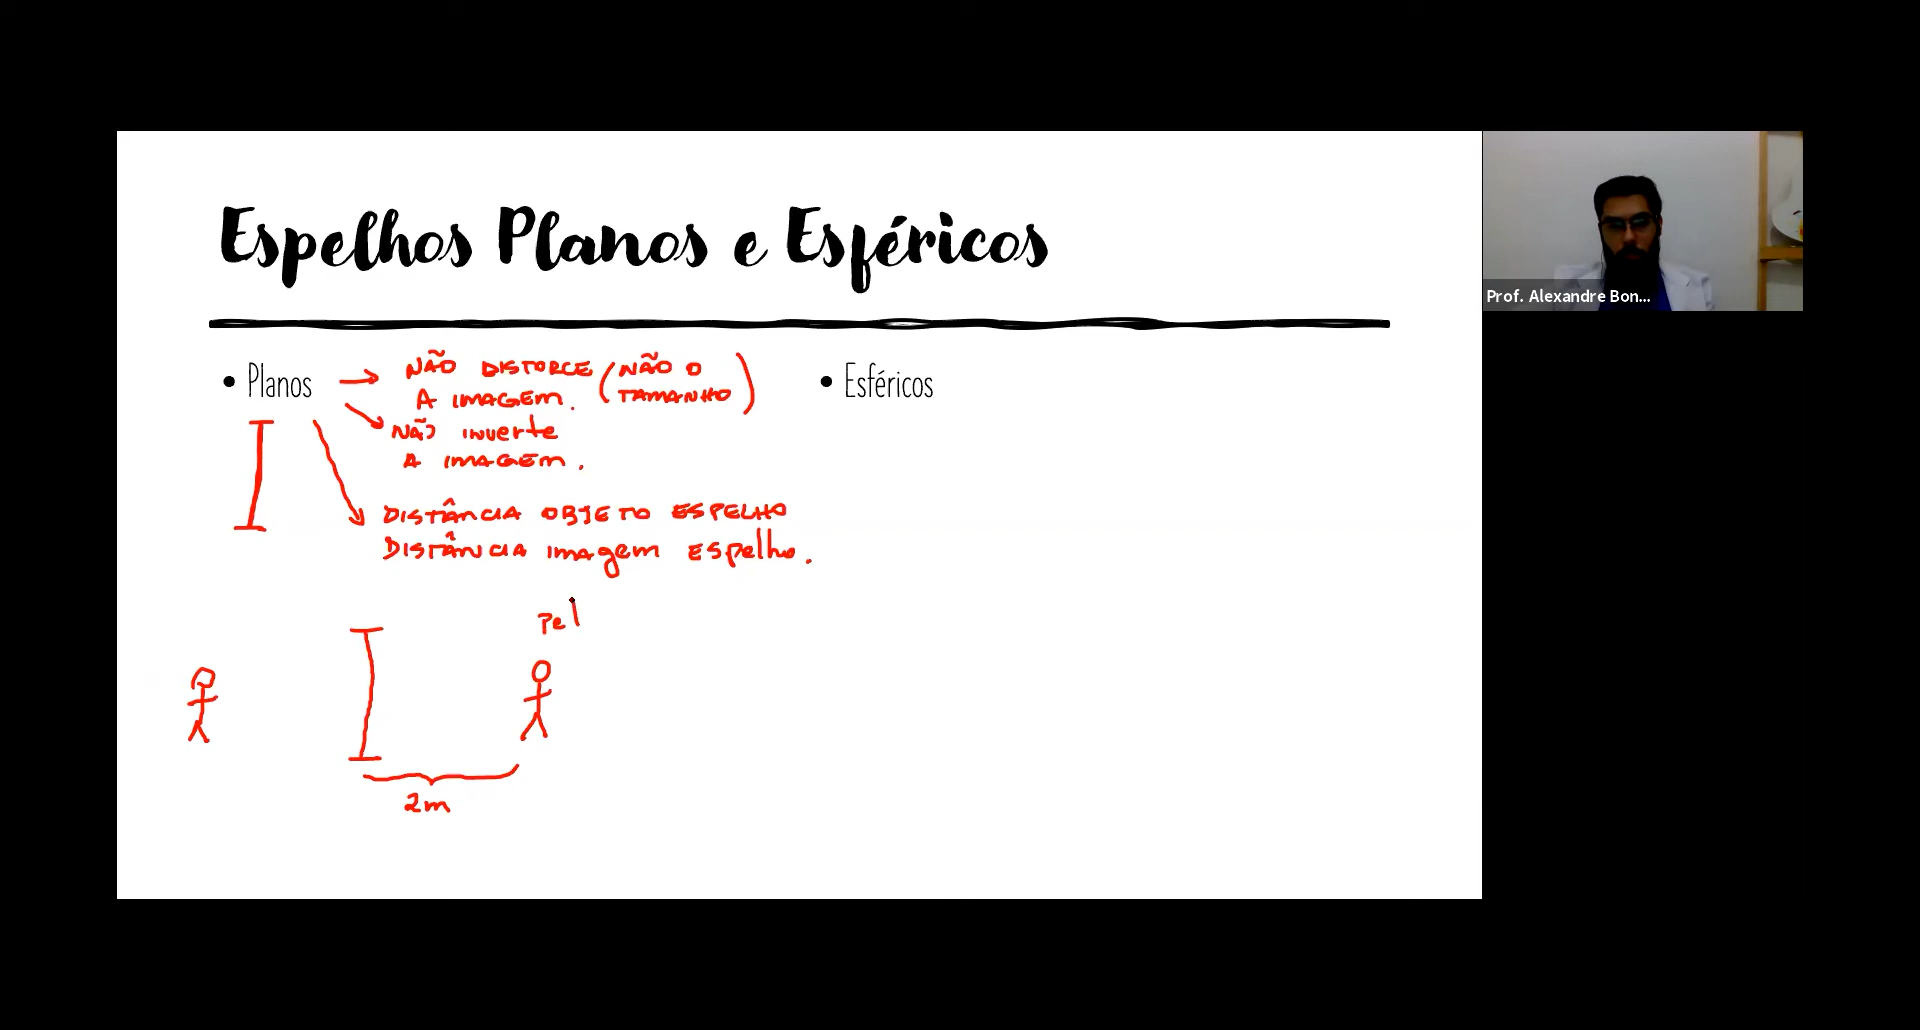 Espelhos Planos e Esféricos
• Planos
NÃO DISTORCE (NÃO O
A IMAGEM. TAMANHO)
NÃO inverte
A IMAGEM.
DISTÂNCIA OBJETO ESPELHO
DISTÂNCIA imagem Espelho.
Pel
2m
• Esféricos
Prof. Alexandre Bon...